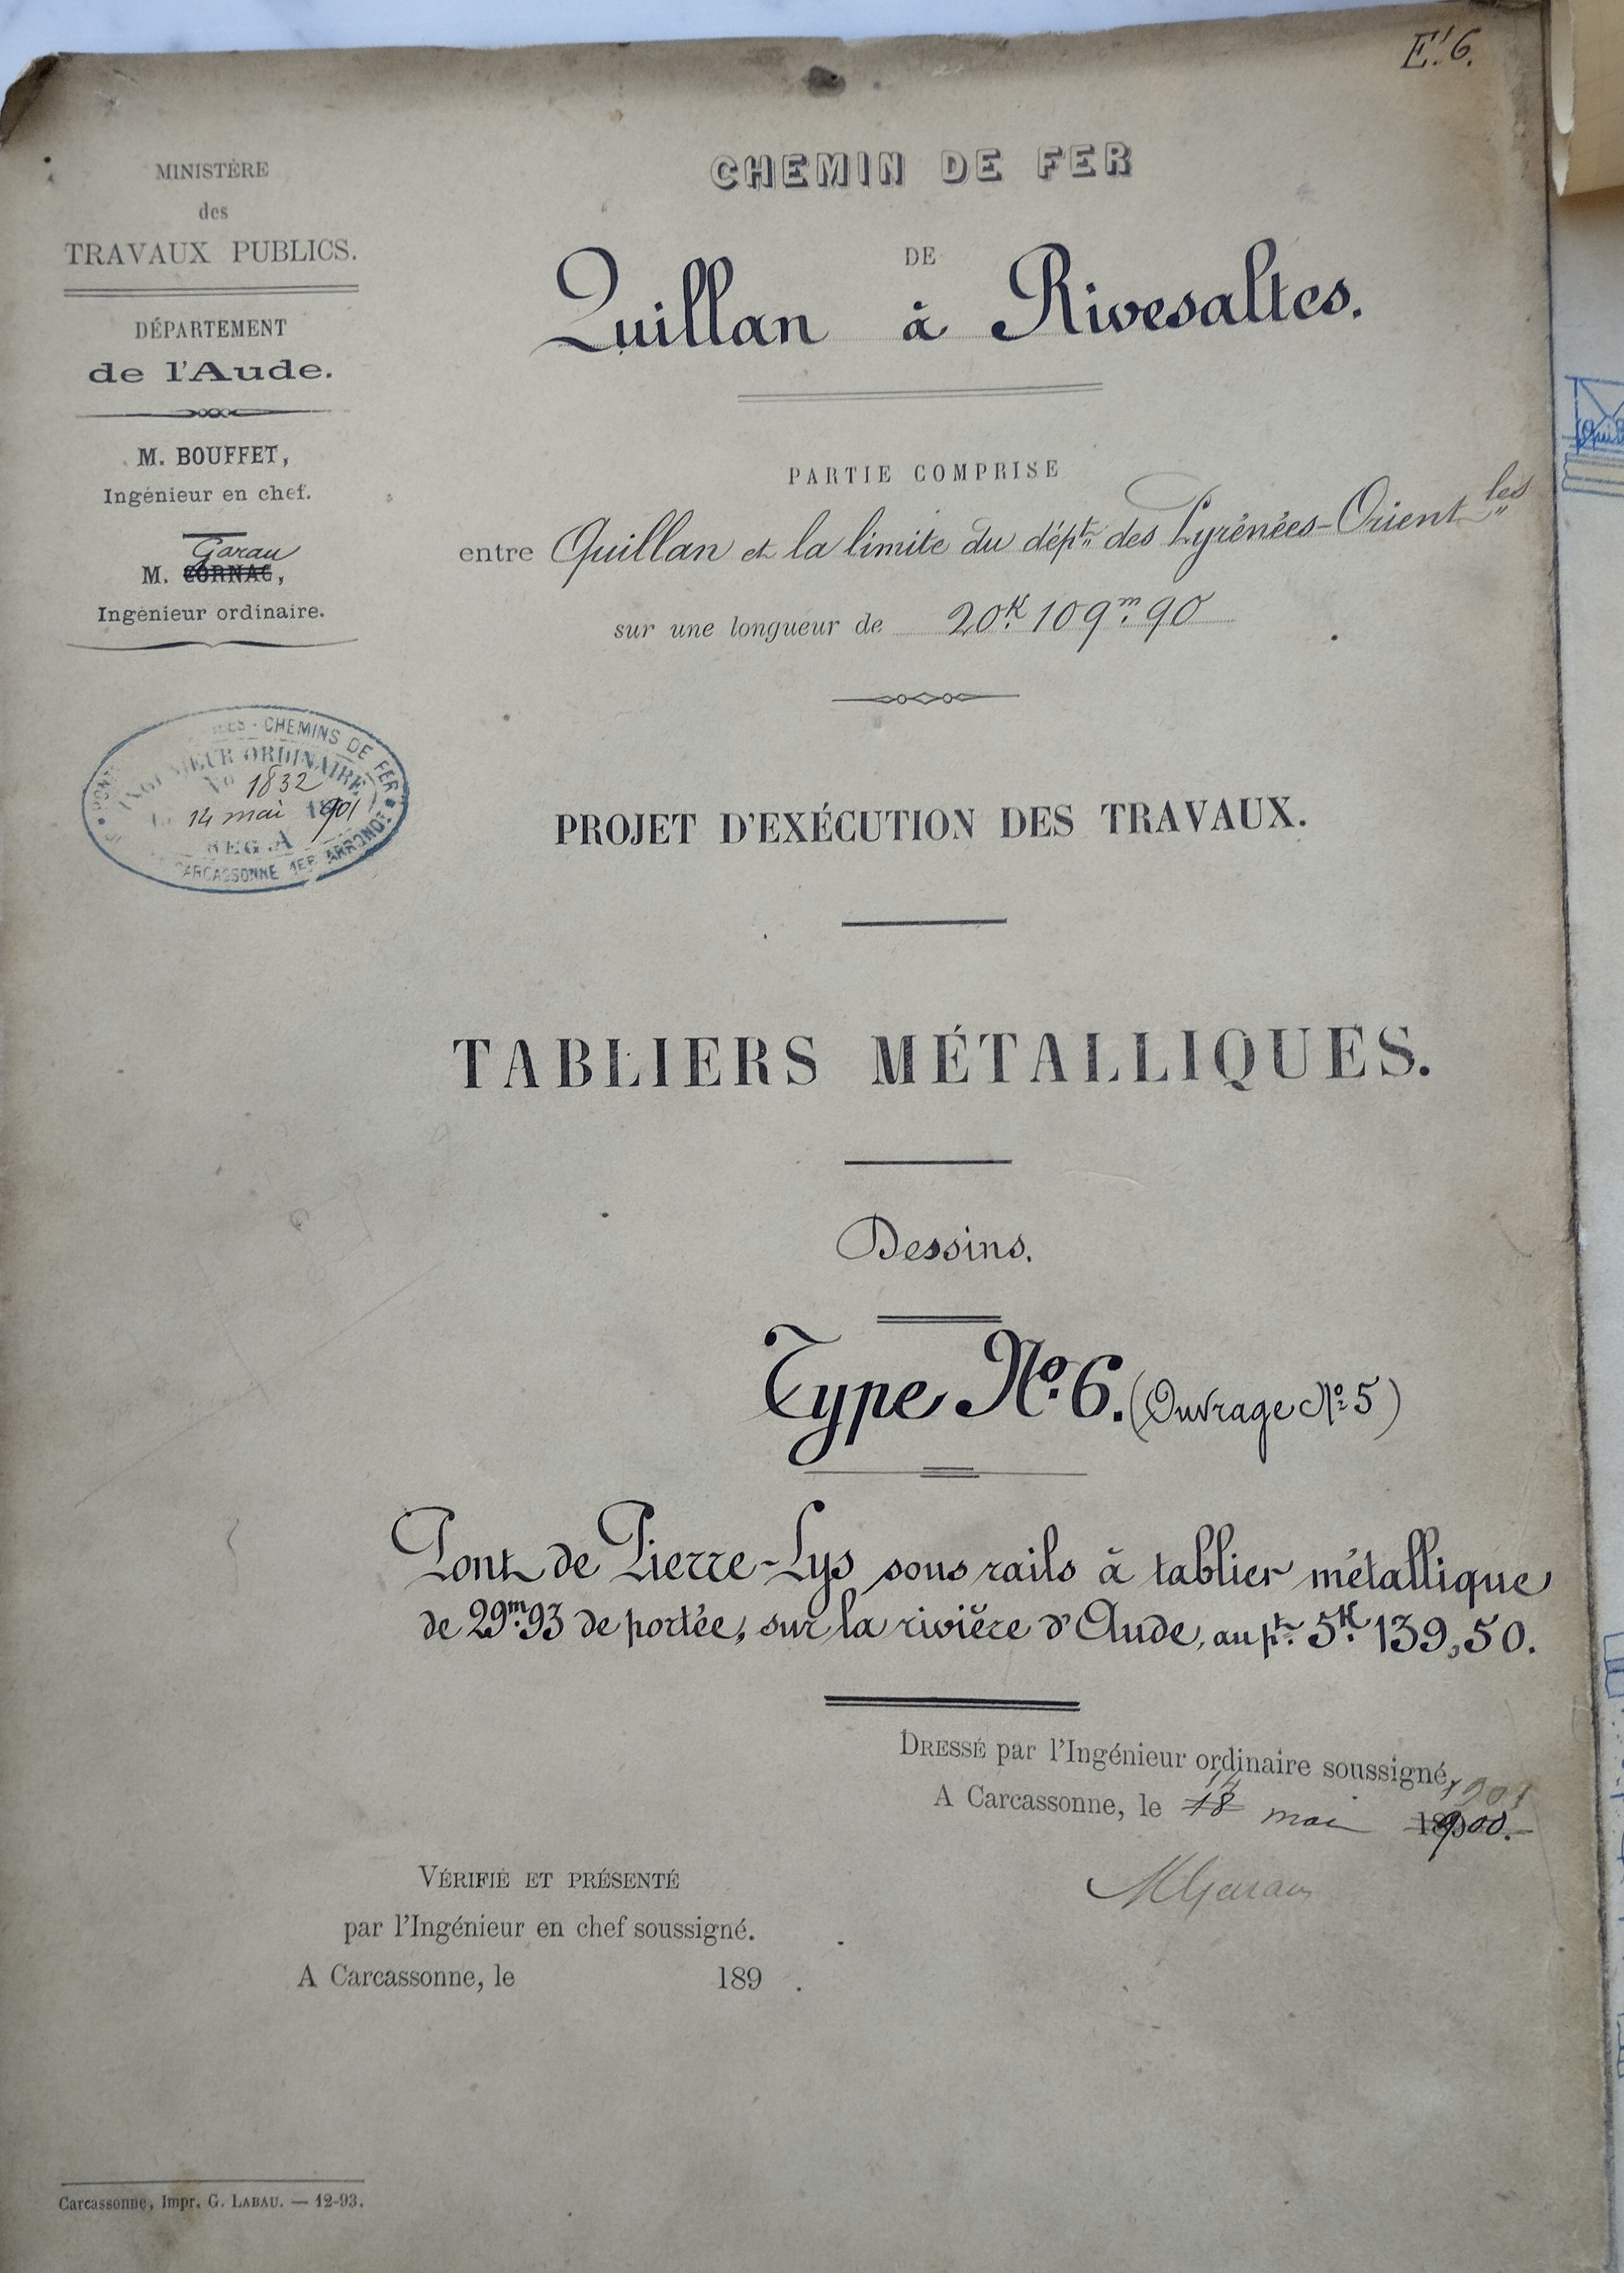 E.6.
MINISTÈRE
des
TRAVAUX PUBLICS.
DÉPARTEMENT
de l'Aude.
M. BOUFFET,
Ingénieur en chef.
Garau
M. CORNAC,
Ingénieur ordinaire.
CHEMINS DE FER
INGÉNIEUR ORDINAIRE
No 1832
14 mai 1901
CARCASSONNE 1ER ARRONDT
CHEMIN DE FER
DE
Quillan à Rivesaltes.
PARTIE COMPRISE
entre Quillan et la limite du dépt. des Pyrénées-Orientles
sur une longueur de 20K. 109m. 90
PROJET D'EXÉCUTION DES TRAVAUX.
TABLIERS MÉTALLIQUES.
Dessins.
Type No. 6. (Ouvrage No 5)
Pont de Pierre-Lys sous rails à tablier métallique
de 29m.93 de portée, sur la rivière d'Aude, au pt. 5K. 139,50.
DRESSÉ par l'Ingénieur ordinaire soussigné,
14 1901
A Carcassonne, le 18 mai 1900.
MGarau
VÉRIFIÉ ET PRÉSENTÉ
par l'Ingénieur en chef soussigné.
A Carcassonne, le 189 .
Carcassonne, Impr. G. LABAU. — 12-93.